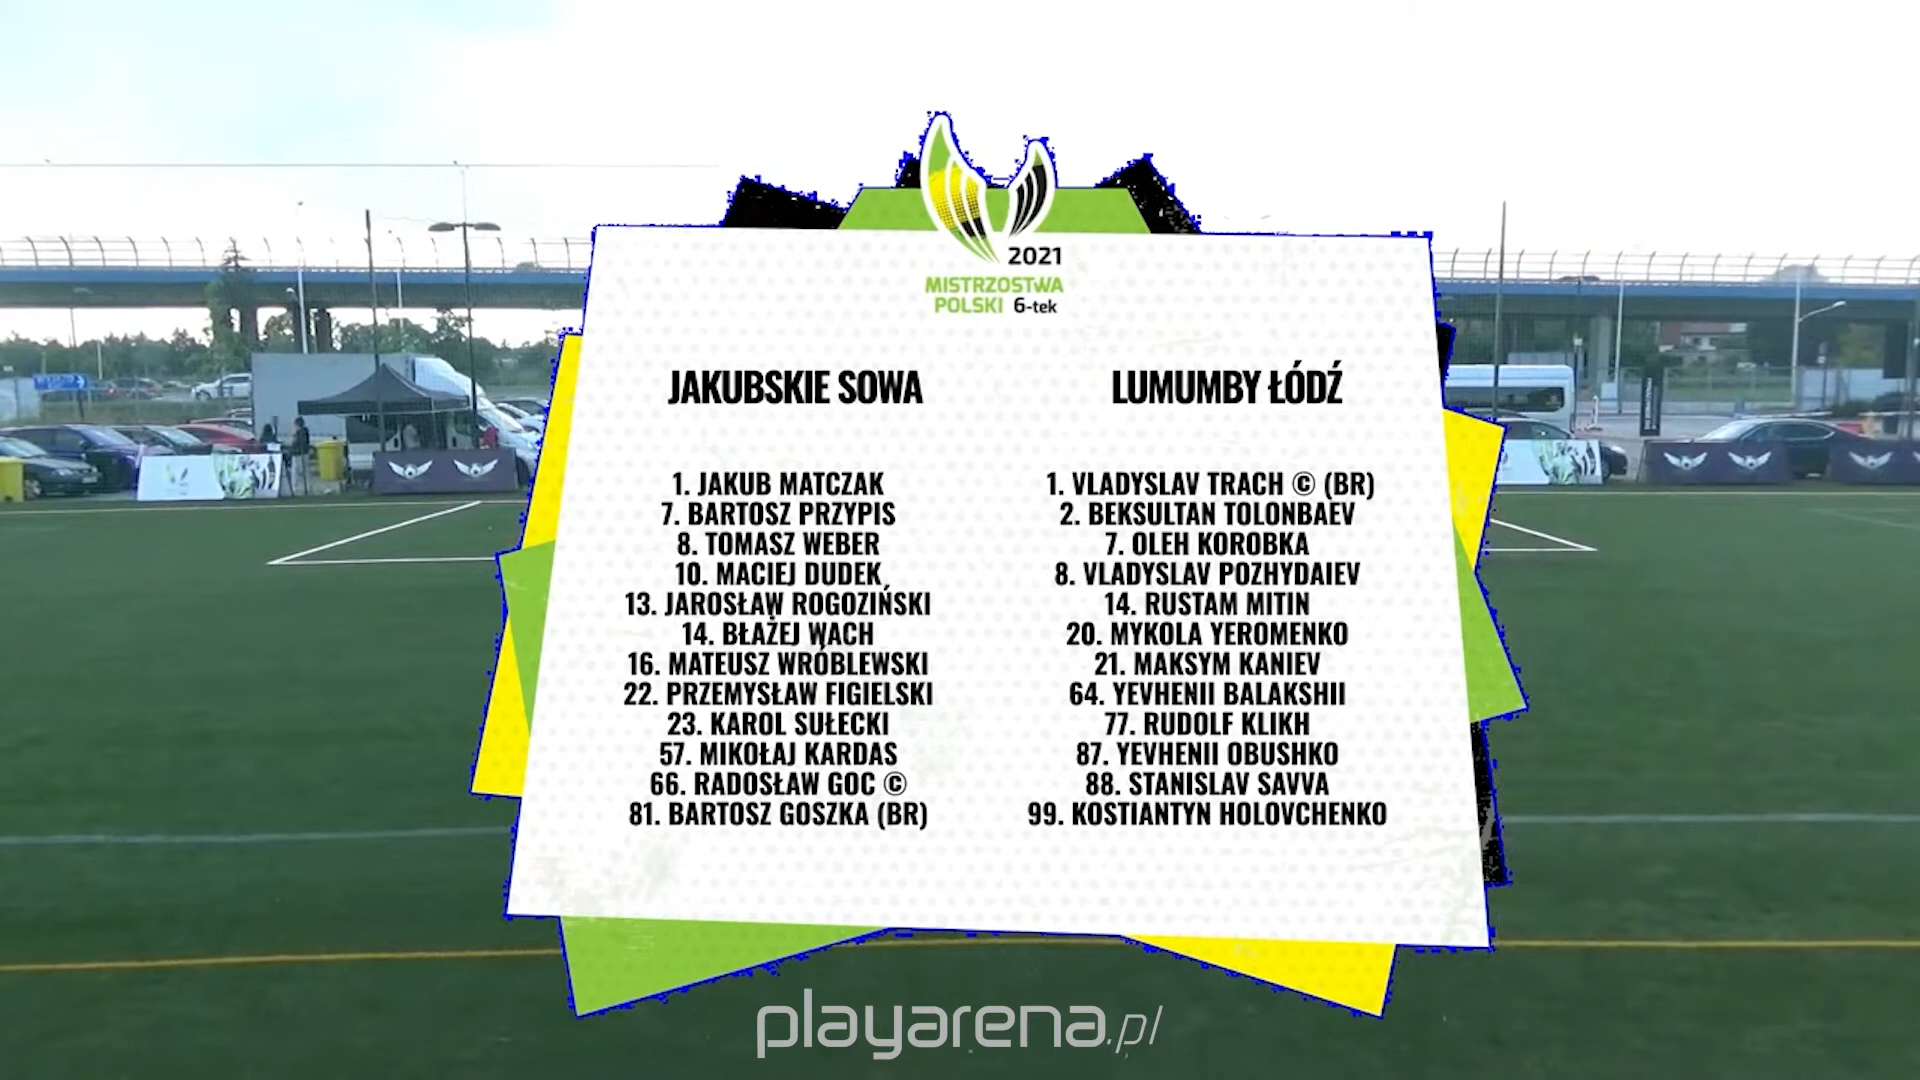 2021
MISTRZOSTWA
POLSKI 6-tek
JAKUBSKIE SOWA
1. JAKUB MATCZAK
7. BARTOSZ PRZYPIS
8. TOMASZ WEBER
10. MACIEJ DUDEK
13. JAROSŁAW ROGOZIŃSKI
14. BŁAŻEJ WACH
16. MATEUSZ WRÓBLEWSKI
22. PRZEMYSŁAW FIGIELSKI
23. KAROL SUŁECKI
57. MIKOŁAJ KARDAS
66. RADOSŁAW GOC ©
81. BARTOSZ GOSZKA (BR)
LUMUMBY ŁÓDŹ
1. VLADYSLAV TRACH © (BR)
2. BEKSULTAN TOLONBAEV
7. OLEH KOROBKA
8. VLADYSLAV POZHYDAIEV
14. RUSTAM MITIN
20. MYKOLA YEROMENKO
21. MAKSYM KANIEV
64. YEVHENII BALAKSHII
77. RUDOLF KLIKH
87. YEVHENII OBUSHKO
88. STANISLAV SAVVA
99. KOSTIANTYN HOLOVCHENKO
playarena.pl